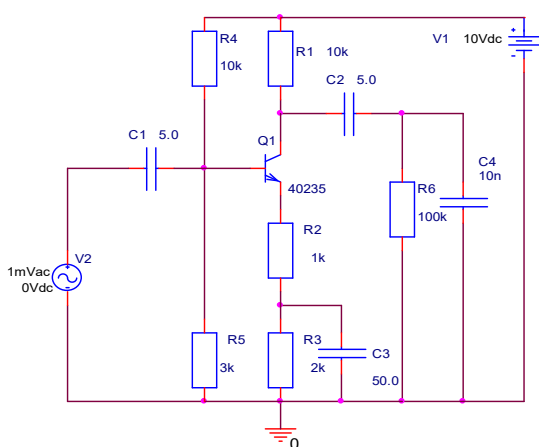 R4
10k
R1 10k
V1 10Vdc
C2 5.0
C1 5.0
Q1
40235
C4
10n
R6
100k
V2
1mVac
0Vdc
R2
1k
R5
3k
R3
2k
C3
50.0
0